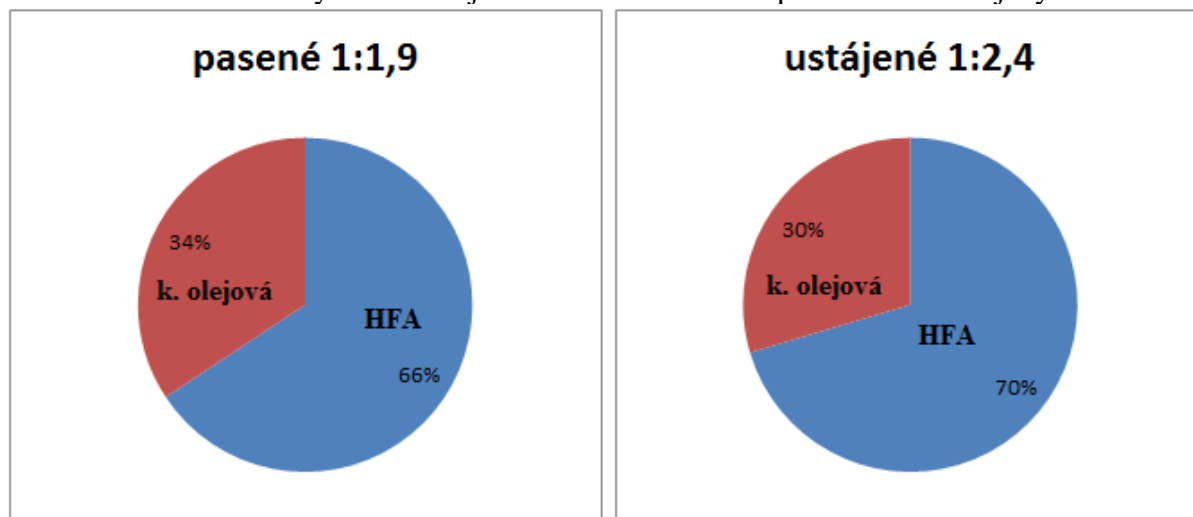 pasené 1:1,9
34%
k. olejová
HFA
66%
ustájené 1:2,4
30%
k. olejová
HFA
70%